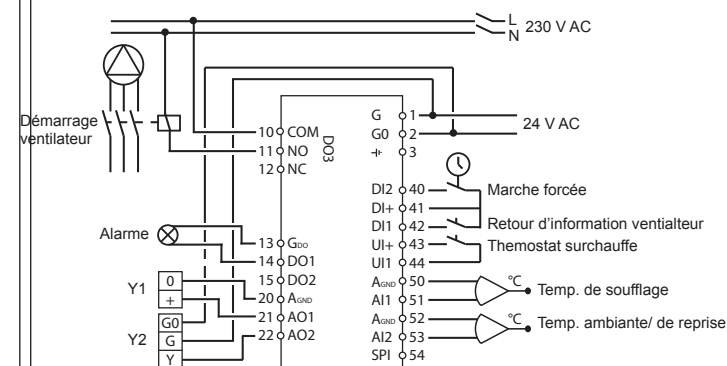 L
N
230 V AC
Démarrage
ventilateur
10 COM
11 NO
12 NC
DO3
G 1
G0 2
3
24 V AC
DI2 40
DI+ 41
DI1 42
UI+ 43
UI1 44
Marche forcée
Retour d'information ventialteur
Themostat surchauffe
Alarme
13 GDO
14 DO1
15 DO2
20 AGND
21 AO1
22 AO2
AGND 50
AI1 51
AGND 52
AI2 53
SPI 54
°C Temp. de soufflage
°C Temp. ambiante/ de reprise
Y1
0
+
Y2
G0
G
Y